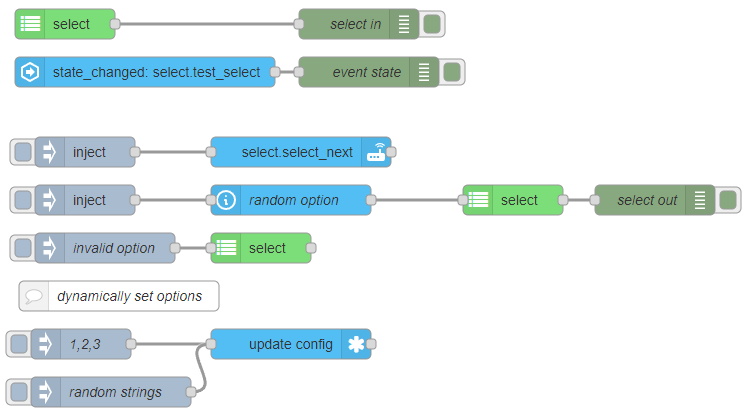 select select in
state_changed: select.test_select event state
inject select.select_next
inject random option select select out
invalid option select
dynamically set options
1,2,3 update config
random strings